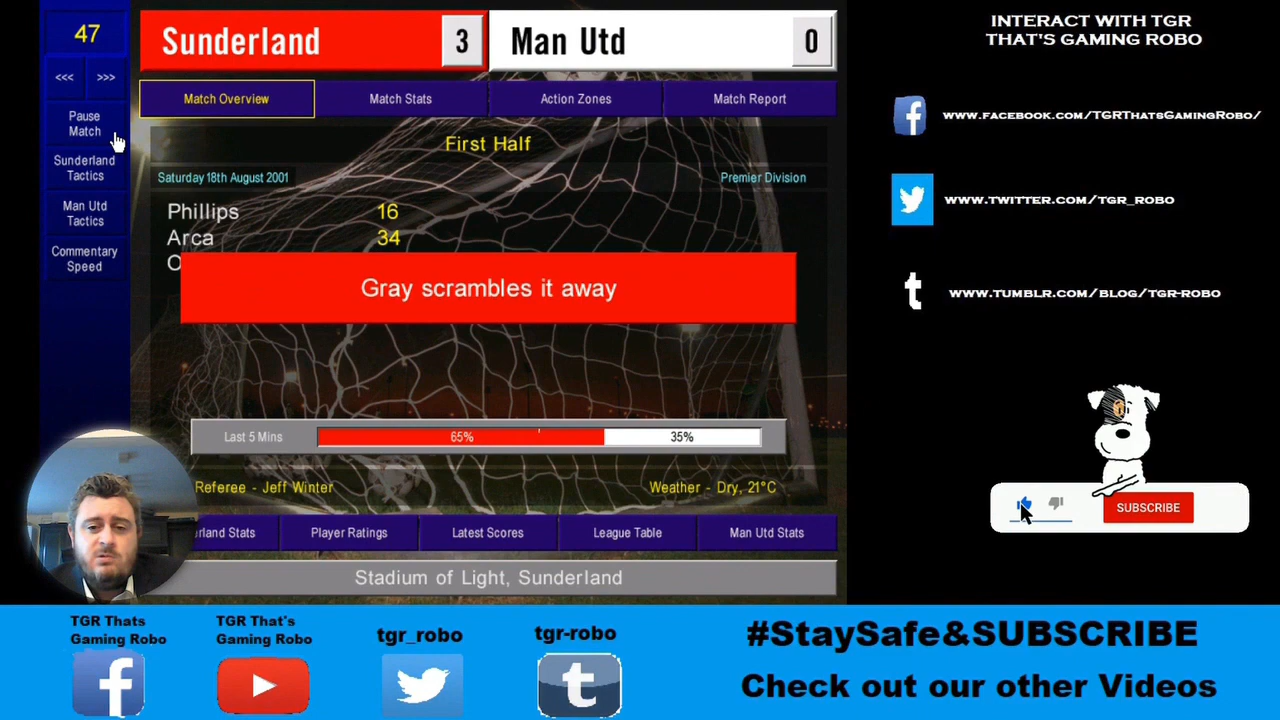 47
<<<
>>>
Pause
Match
Sunderland
Tactics
Man Utd
Tactics
Commentary
Speed
Sunderland 3 Man Utd 0
Match Overview Match Stats Action Zones Match Report
First Half
Saturday 18th August 2001 Premier Division
Phillips 16
Arca 34
Gray scrambles it away
Last 5 Mins 65% 35%
Referee - Jeff Winter Weather - Dry, 21°C
Stats Player Ratings Latest Scores League Table Man Utd Stats
Stadium of Light, Sunderland
INTERACT WITH TGR
THAT'S GAMING ROBO
WWW.FACEBOOK.COM/TGRTHATSGAMINGROBO/
WWW.TWITTER.COM/TGR_ROBO
WWW.TUMBLR.COM/BLOG/TGR-ROBO
SUBSCRIBE
TGR Thats
Gaming Robo
TGR That's
Gaming Robo
tgr_robo
tgr-robo
#StaySafe&SUBSCRIBE
Check out our other Videos